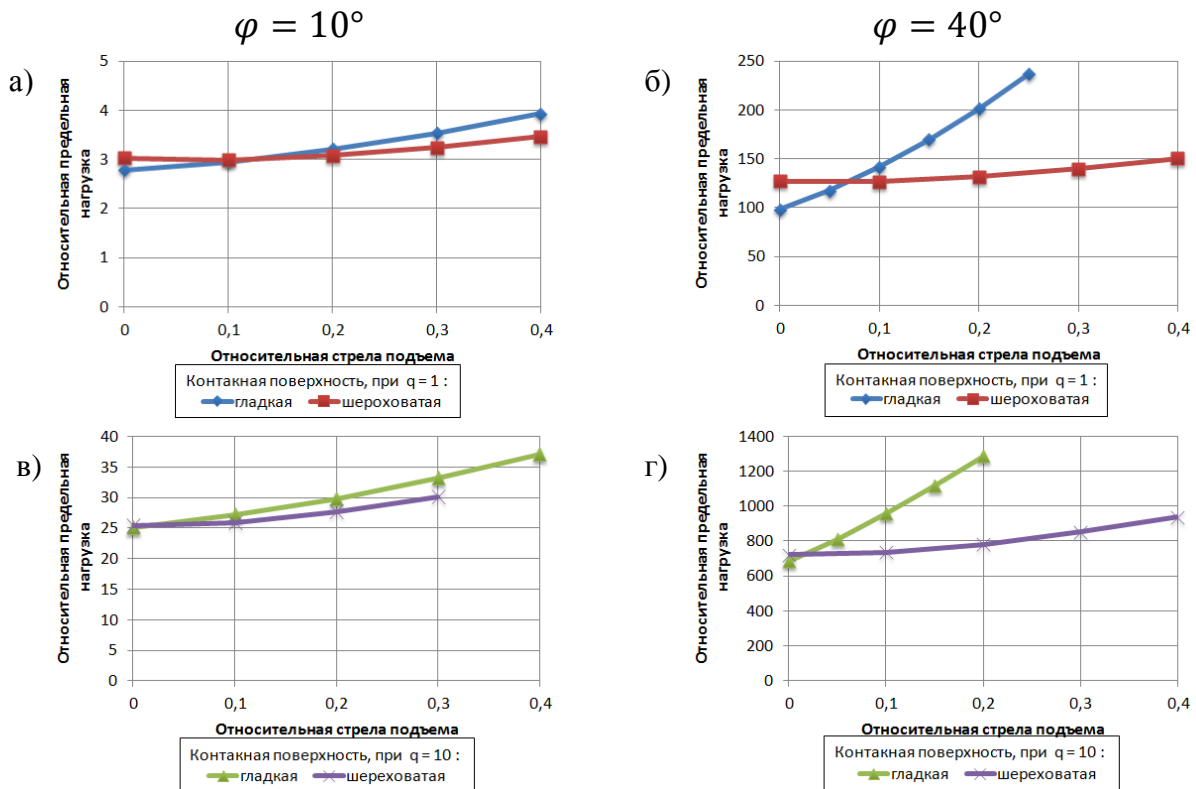 φ = 10°
φ = 40°
а)
Относительная предельная
нагрузка
5
4
3
2
1
0
0
0,1
0,2
0,3
0,4
Относительная стрела подъема
Контакная поверхность, при q = 1 :
гладкая
шероховатая
б)
Относительная предельная
нагрузка
250
200
150
100
50
0
0
0,1
0,2
0,3
0,4
Относительная стрела подъема
Контакная поверхность, при q = 1 :
гладкая
шероховатая
в)
Относительная предельная
нагрузка
40
35
30
25
20
15
10
5
0
0
0,1
0,2
0,3
0,4
Относительная стрела подъема
Контакная поверхность, при q = 10 :
гладкая
шереховатая
г)
Относительная предельная
нагрузка
1400
1200
1000
800
600
400
200
0
0
0,1
0,2
0,3
0,4
Относительная стрела подъема
Контакная поверхность, при q = 10 :
гладкая
шереховатая